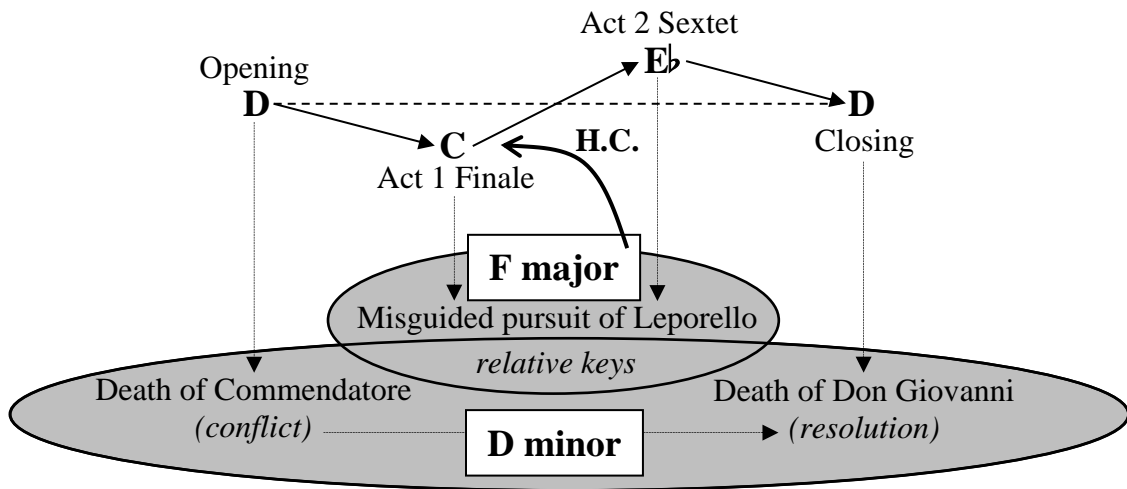 Act 2 Sextet
E♭
Opening
D
D
H.C.
C
Closing
Act 1 Finale
F major
Misguided pursuit of Leporello
relative keys
Death of Commendatore
Death of Don Giovanni
(conflict)
(resolution)
D minor